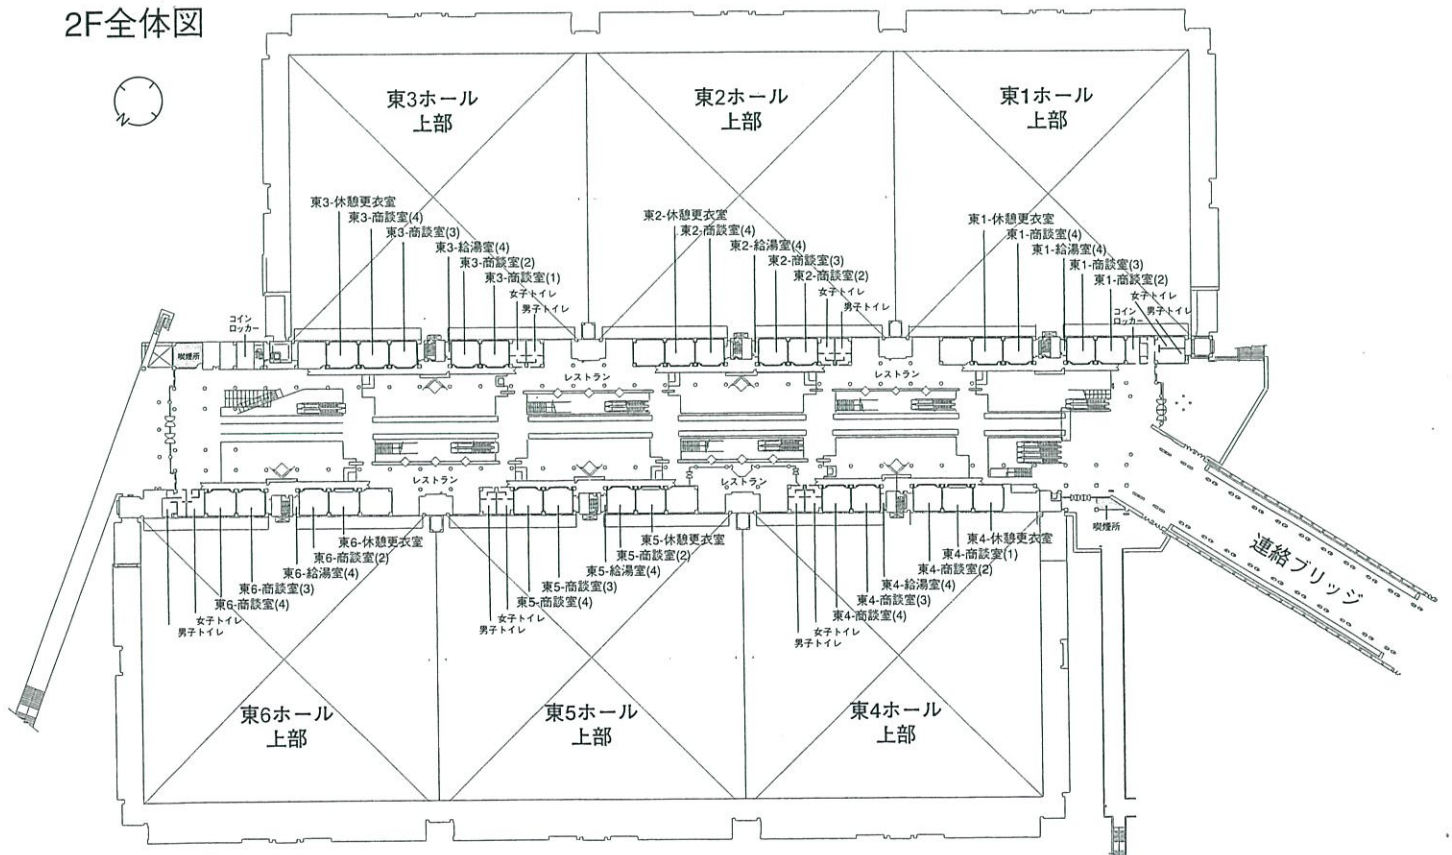 2F全体図
N
東3ホール
上部
東2ホール
上部
東1ホール
上部
東3-休憩更衣室
東3-商談室(4)
東3-商談室(3)
東3-給湯室(4)
東3-商談室(2)
東3-商談室(1)
女子トイレ
男子トイレ
東2-休憩更衣室
東2-商談室(4)
東2-給湯室(4)
東2-商談室(3)
東2-商談室(2)
女子トイレ
男子トイレ
東1-休憩更衣室
東1-商談室(4)
東1-給湯室(4)
東1-商談室(3)
東1-商談室(2)
女子トイレ
男子トイレ
コイン
ロッカー
コイン
ロッカー
喫煙所
レストラン
レストラン
レストラン
レストラン
喫煙所
連絡ブリッジ
東6-休憩更衣室
東6-商談室(2)
東6-給湯室(4)
東6-商談室(3)
東6-商談室(4)
女子トイレ
男子トイレ
東5-休憩更衣室
東5-商談室(2)
東5-給湯室(4)
東5-商談室(3)
東5-商談室(4)
女子トイレ
男子トイレ
東4-休憩更衣室
東4-商談室(1)
東4-商談室(2)
東4-給湯室(4)
東4-商談室(3)
東4-商談室(4)
女子トイレ
男子トイレ
東6ホール
上部
東5ホール
上部
東4ホール
上部